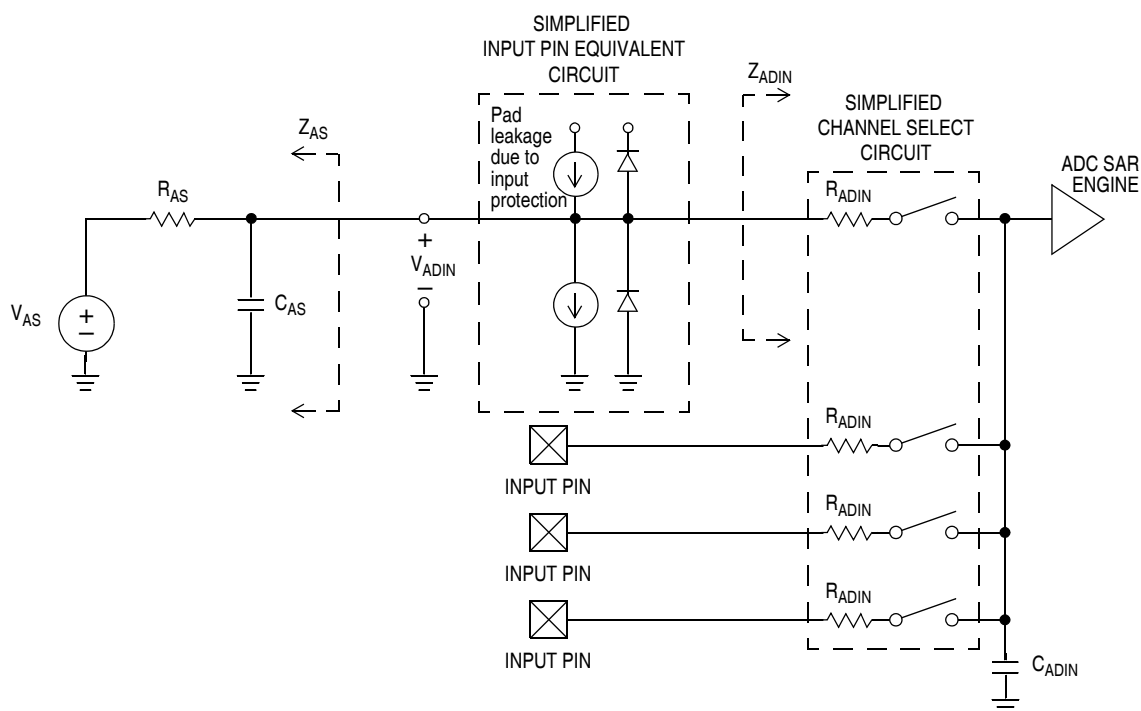 SIMPLIFIED
INPUT PIN EQUIVALENT
CIRCUIT
Pad
leakage
due to
input
protection
Z_AS
Z_ADIN
SIMPLIFIED
CHANNEL SELECT
CIRCUIT
ADC SAR
ENGINE
R_AS
R_ADIN
+
V_ADIN
−
V_AS
+
−
C_AS
R_ADIN
INPUT PIN
R_ADIN
INPUT PIN
R_ADIN
INPUT PIN
C_ADIN